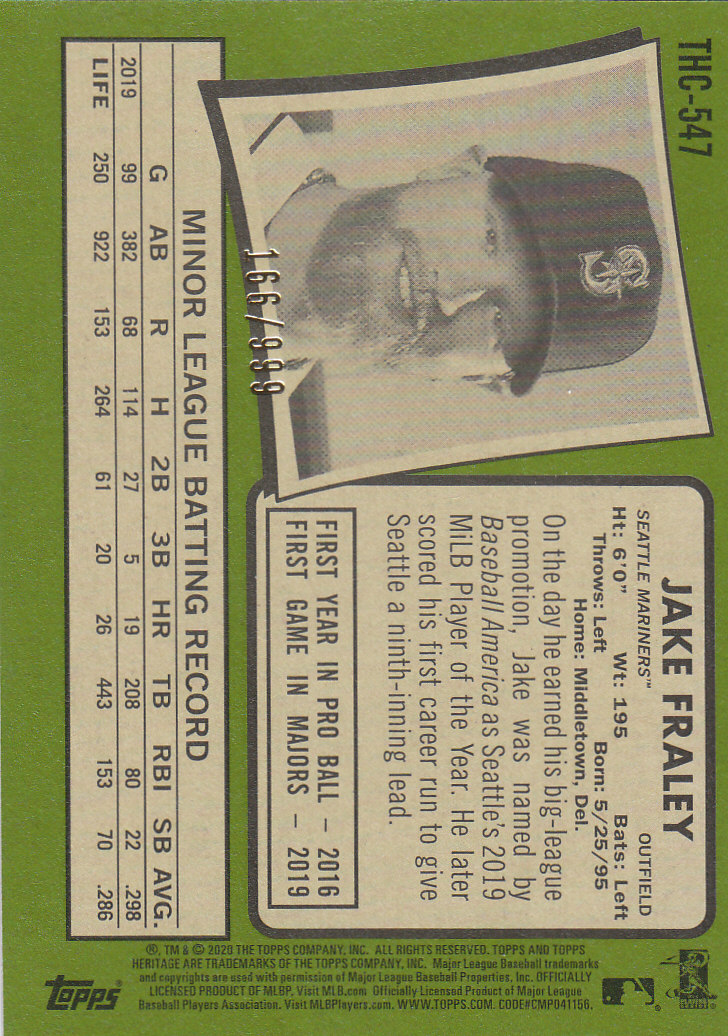 THC-547
166/999
JAKE FRALEY
SEATTLE MARINERS™ OUTFIELD
Ht: 6'0" Wt: 195 Bats: Left
Throws: Left Born: 5/25/95
Home: Middletown, Del.
On the day he earned his big-league
promotion, Jake was named by
Baseball America as Seattle's 2019
MiLB Player of the Year. He later
scored his first career run to give
Seattle a ninth-inning lead.
FIRST YEAR IN PRO BALL – 2016
FIRST GAME IN MAJORS – 2019
MINOR LEAGUE BATTING RECORD
G AB R H 2B 3B HR TB RBI SB AVG.
2019 99 382 68 114 27 5 19 208 80 22 .298
LIFE 250 922 153 264 61 20 26 443 153 70 .286
®, TM & © 2020 THE TOPPS COMPANY, INC. ALL RIGHTS RESERVED. TOPPS AND TOPPS
HERITAGE ARE TRADEMARKS OF THE TOPPS COMPANY, INC. Major League Baseball trademarks
and copyrights are used with permission of Major League Baseball Properties, Inc. OFFICIALLY
LICENSED PRODUCT OF MLBP. Visit MLB.com Officially Licensed Product of Major League
Baseball Players Association. Visit MLBPlayers.com. WWW.TOPPS.COM. CODE#CMP041156.
topps®